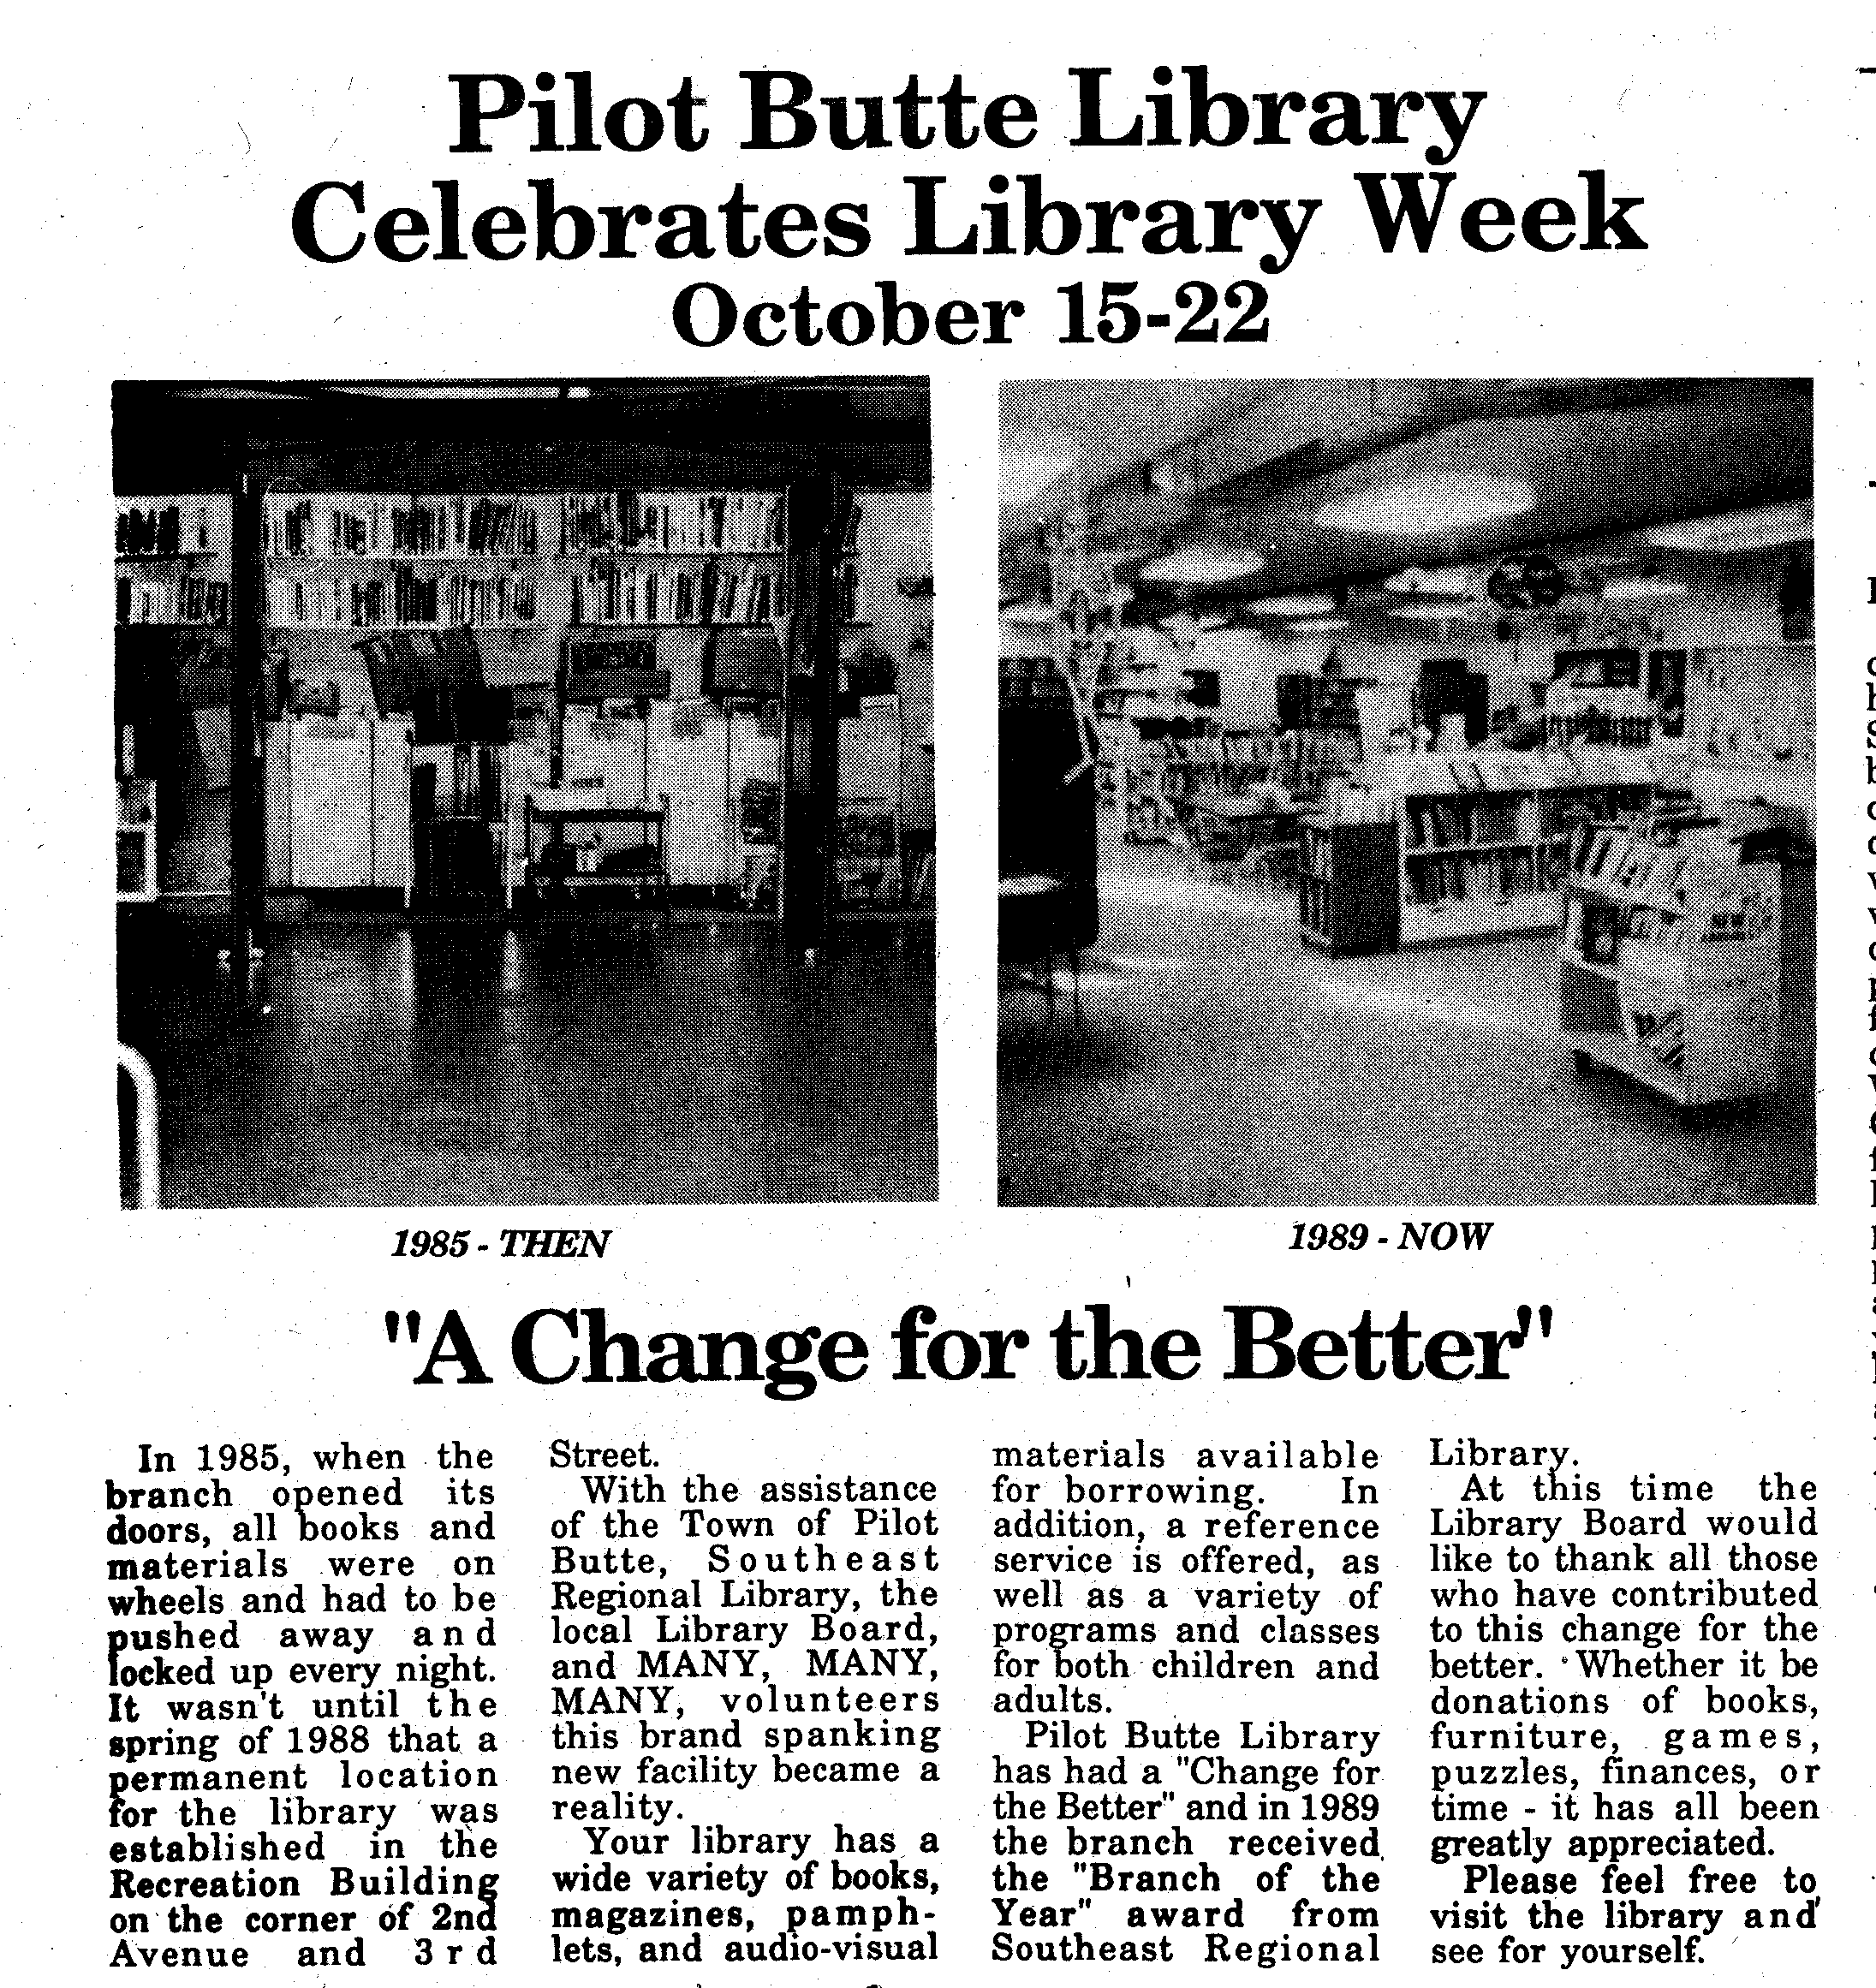 Pilot Butte Library
Celebrates Library Week
October 15-22
1985 - THEN
1989 - NOW
"A Change for the Better"
In 1985, when the
branch opened its
doors, all books and
materials were on
wheels and had to be
pushed away and
locked up every night.
It wasn't until the
spring of 1988 that a
permanent location
for the library was
established in the
Recreation Building
on the corner of 2nd
Avenue and 3rd
Street.
With the assistance
of the Town of Pilot
Butte, Southeast
Regional Library, the
local Library Board,
and MANY, MANY,
MANY, volunteers
this brand spanking
new facility became a
reality.
Your library has a
wide variety of books,
magazines, pamph-
lets, and audio-visual
materials available
for borrowing. In
addition, a reference
service is offered, as
well as a variety of
programs and classes
for both children and
adults.
Pilot Butte Library
has had a "Change for
the Better" and in 1989
the branch received
the "Branch of the
Year" award from
Southeast Regional
Library.
At this time the
Library Board would
like to thank all those
who have contributed
to this change for the
better. Whether it be
donations of books,
furniture, games,
puzzles, finances, or
time - it has all been
greatly appreciated.
Please feel free to
visit the library and
see for yourself.